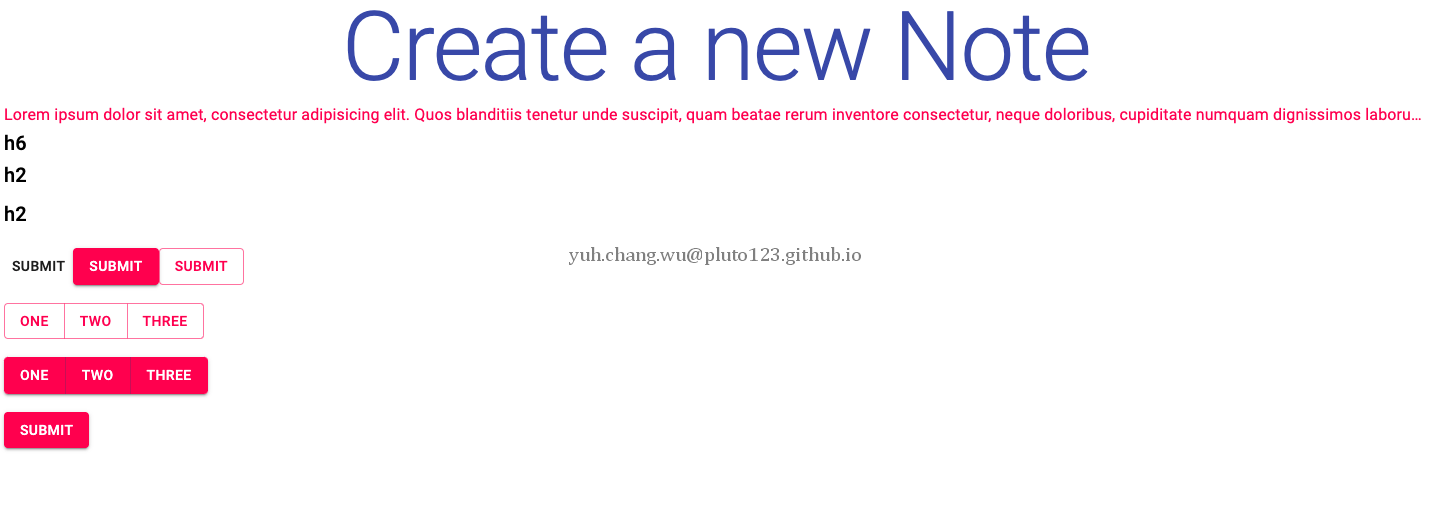 Create a new Note
Lorem ipsum dolor sit amet, consectetur adipisicing elit. Quos blanditiis tenetur unde suscipit, quam beatae rerum inventore consectetur, neque doloribus, cupiditate numquam dignissimos laboru…
h6
h2
h2
yuh.chang.wu@pluto123.github.io
SUBMIT SUBMIT SUBMIT
ONE TWO THREE
ONE TWO THREE
SUBMIT